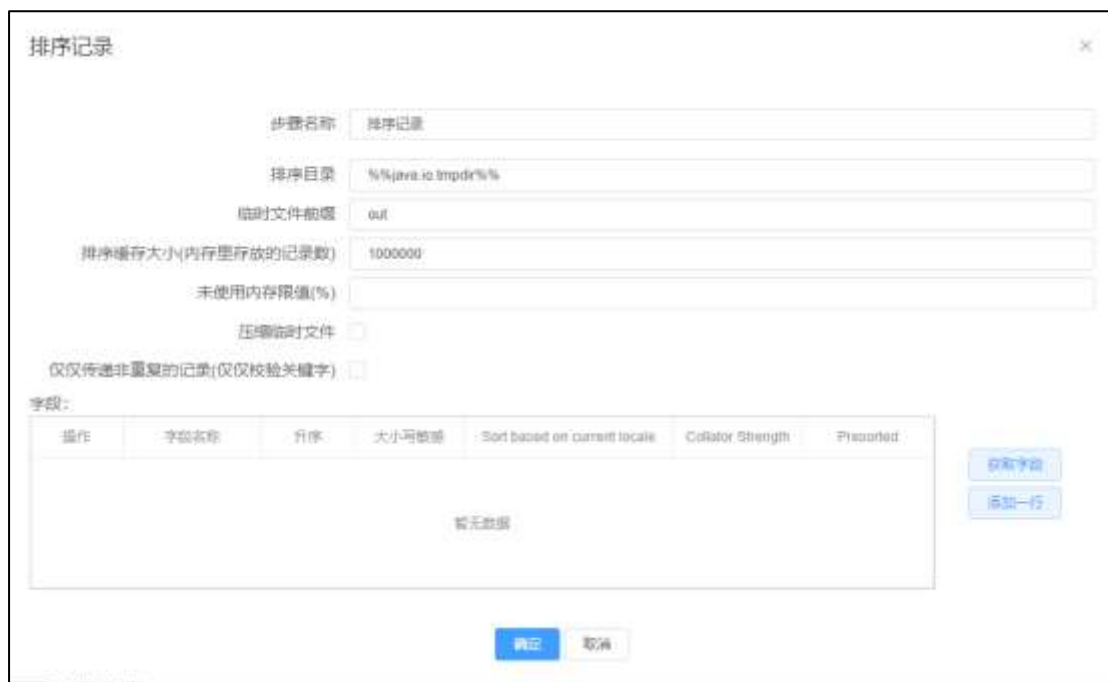 排序记录
步骤名称 排序记录
排序目录 %%java.io.tmpdir%%
临时文件前缀 out
排序缓存大小(内存里存放的记录数) 1000000
未使用内存限值(%)
压缩临时文件
仅仅传递非重复的记录(仅仅校验关键字)
字段:
操作 字段名称 升序 大小写敏感 Sort based on current locale Collator Strength Presorted
获取字段
添加一行
暂无数据
确定 取消